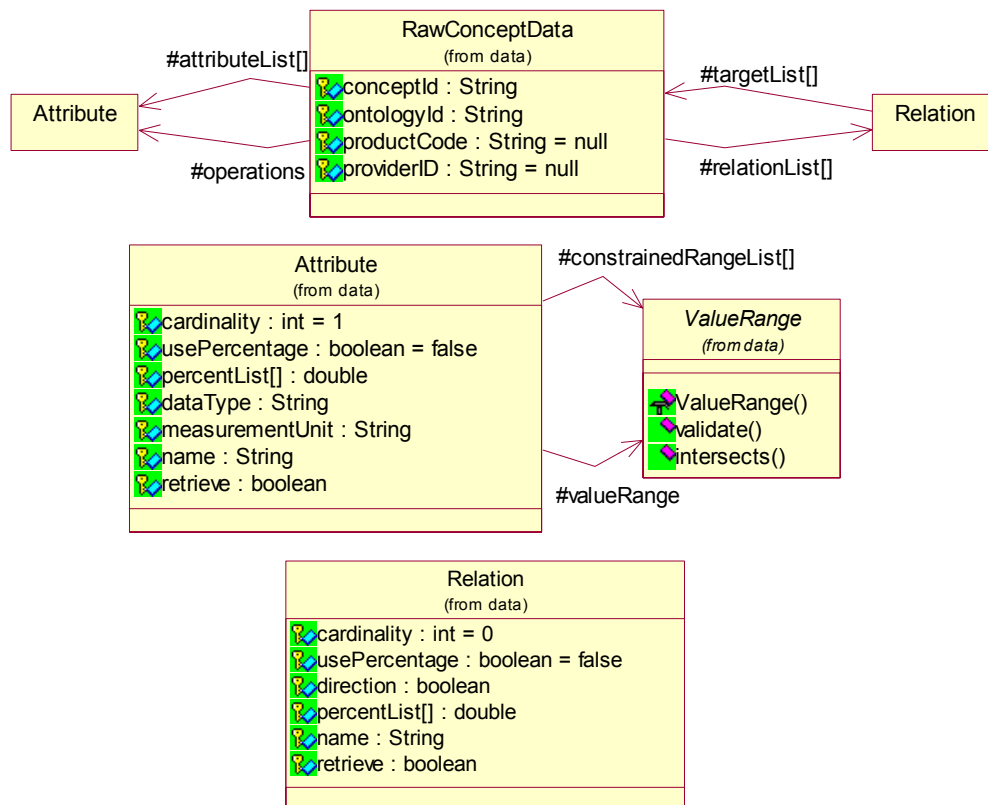 RawConceptData
(from data)
#attributeList[]
#targetList[]
conceptId : String
Attribute
ontologyId : String
Relation
productCode : String = null
#operations
providerID : String = null
#relationList[]
Attribute
(from data)
#constrainedRangeList[]
cardinality : int = 1
usePercentage : boolean = false
percentList[] : double
dataType : String
measurementUnit : String
name : String
retrieve : boolean
ValueRange
(from data)
ValueRange()
validate()
intersects()
#valueRange
Relation
(from data)
cardinality : int = 0
usePercentage : boolean = false
direction : boolean
percentList[] : double
name : String
retrieve : boolean